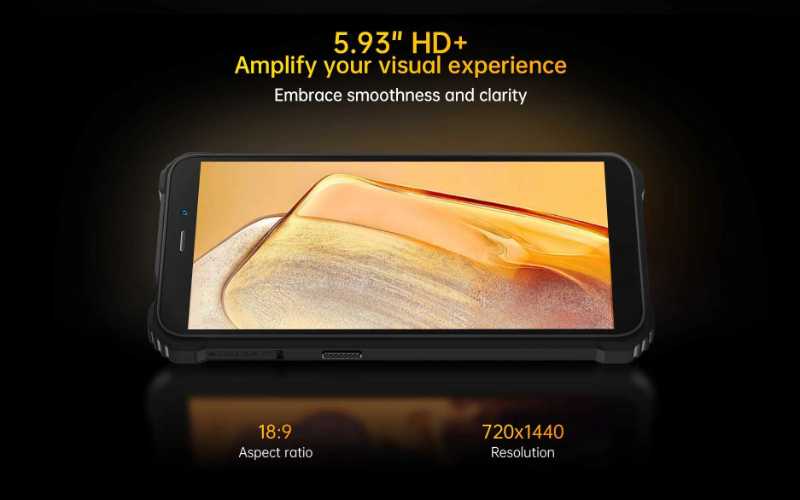 5.93" HD+
Amplify your visual experience
Embrace smoothness and clarity
18:9
720x1440
Aspect ratio
Resolution